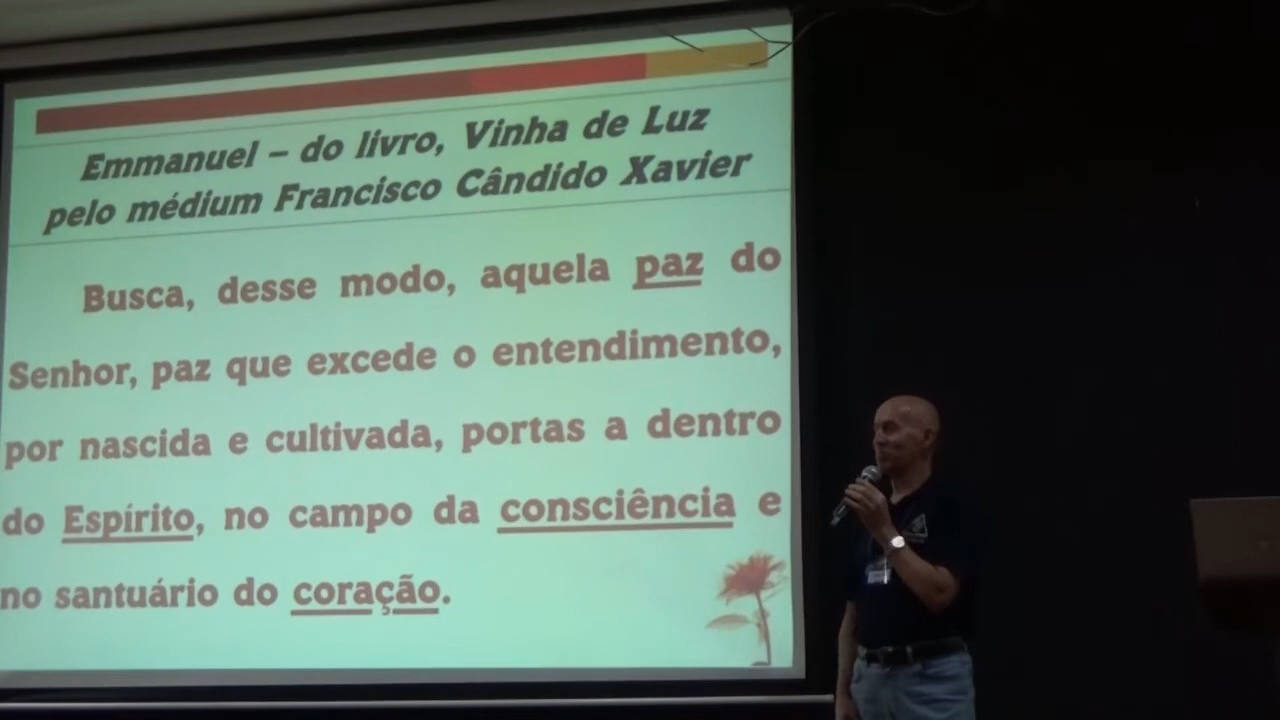 Emmanuel – do livro, Vinha de Luz
pelo médium Francisco Cândido Xavier
Busca, desse modo, aquela paz do
Senhor, paz que excede o entendimento,
por nascida e cultivada, portas a dentro
do Espírito, no campo da consciência e
no santuário do coração.